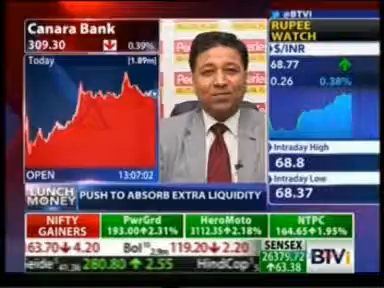 Canara Bank
309.30 0.39%
Today [1.89m]
OPEN 13:07:02
@BTVI
RUPEE
WATCH
$/INR
68.77
0.26 0.38%
Intraday High
68.8
Intraday Low
68.37
LUNCH
MONEY
PUSH TO ABSORB EXTRA LIQUIDITY
NIFTY
GAINERS
PwrGrd
193.00 2.31%
HeroMoto
3112.35 2.18%
NTPC
164.65 1.95%
63.70 4.20 BoI 119.20 2.20
SENSEX
26379.72
63.38
BTVi
280.80 2.55 HindCop